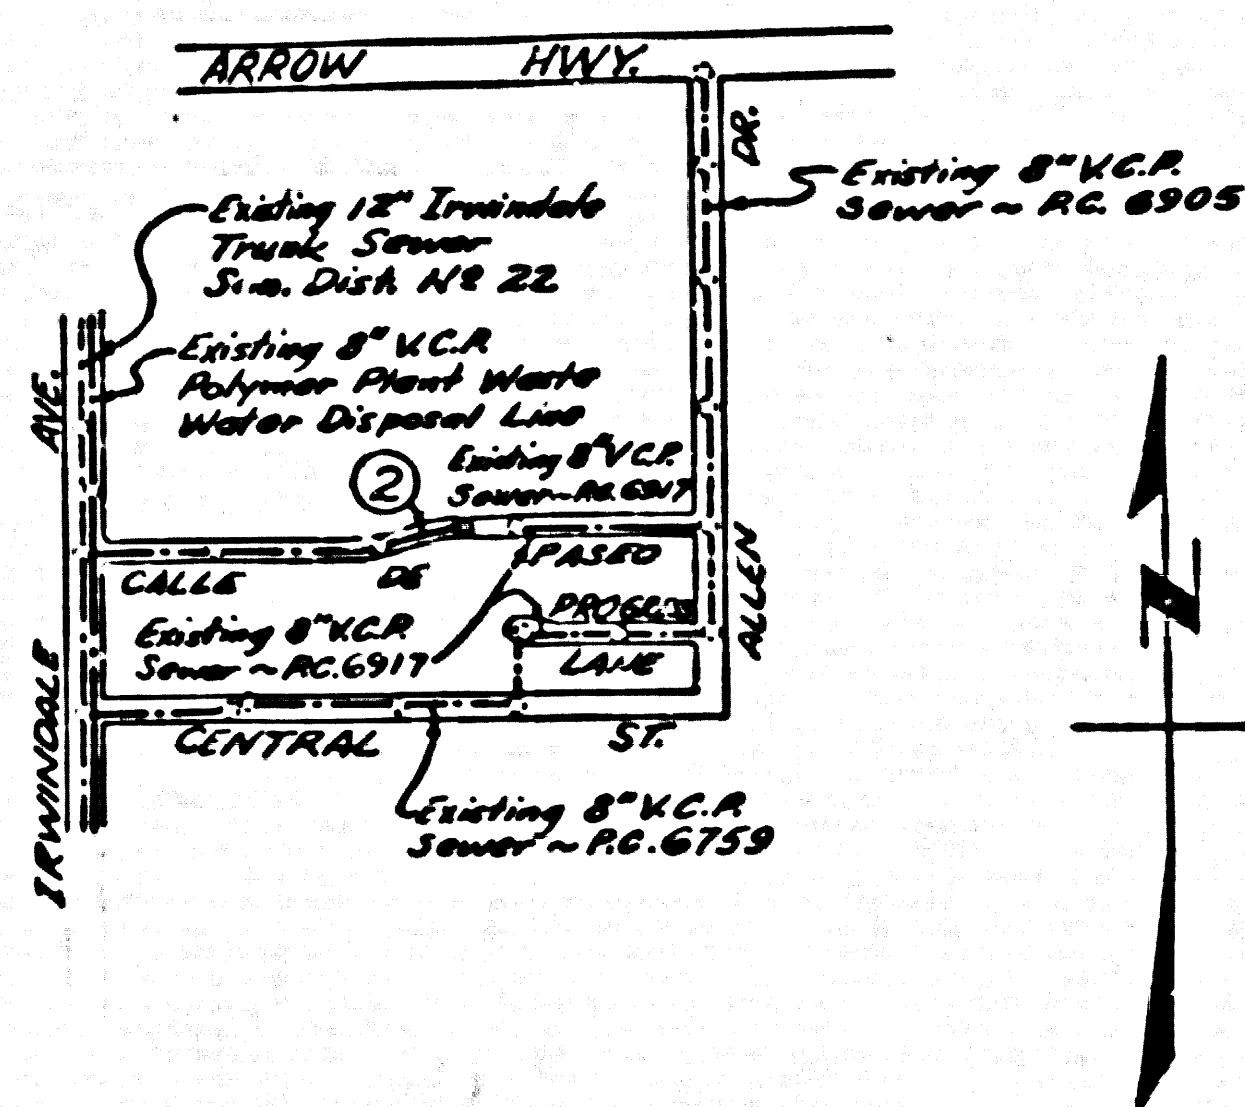 ARROW HWY.
DR.
Existing 8" V.C.P.
Sewer ~ P.C. 6905
Existing 12" Irwindale
Trunk Sewer
San. Dist. Nº 22
Existing 8" V.C.P.
Polymer Plant Waste
Water Disposal Line
AVE.
Existing 8" V.C.P.
Sewer ~ P.C. 6917
2
CALLE DE PASEO
ALLEN
Existing 8" V.C.P.
Sewer ~ P.C. 6917
LANE
N
IRWINDALE
CENTRAL ST.
Existing 8" V.C.P.
Sewer ~ P.C. 6759